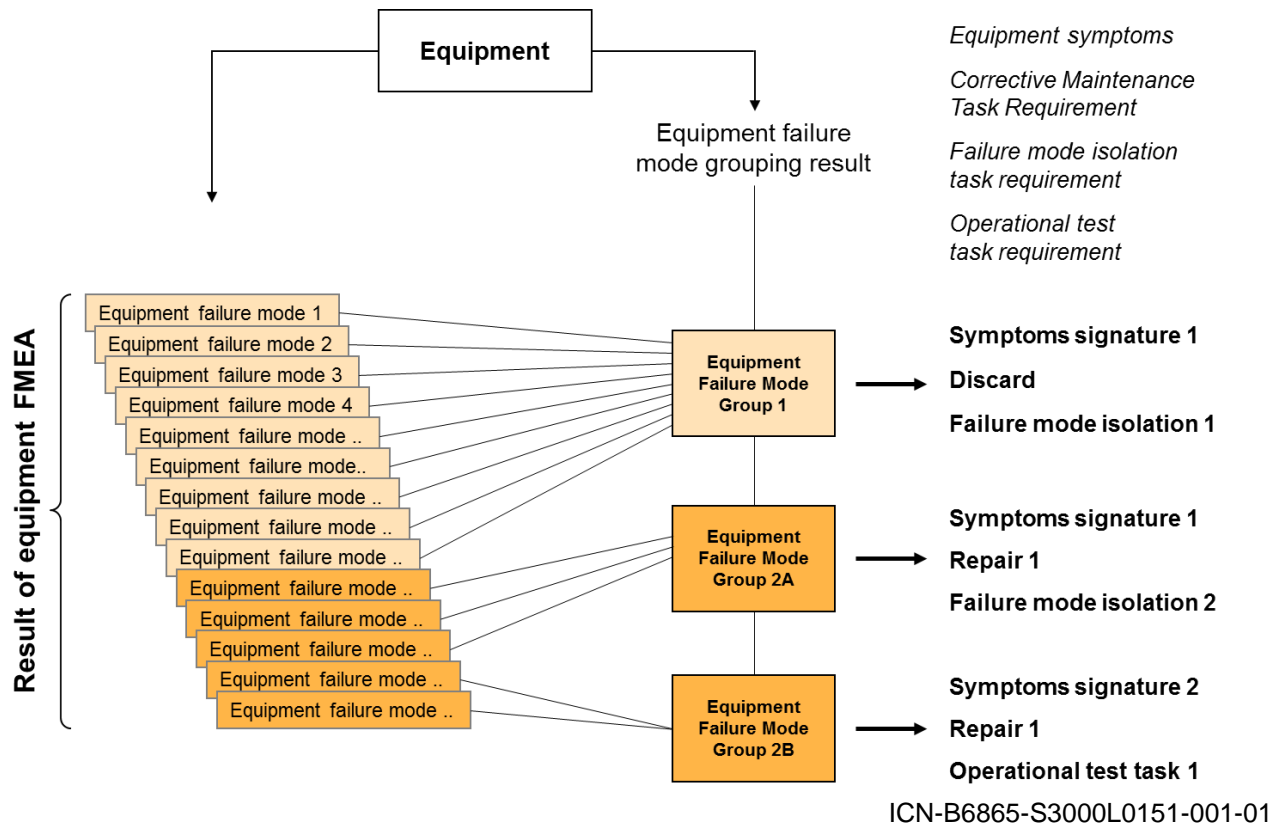 Equipment
Equipment failure
mode grouping result
Equipment symptoms
Corrective Maintenance
Task Requirement
Failure mode isolation
task requirement
Operational test
task requirement
Result of equipment FMEA
Equipment failure mode 1
Equipment failure mode 2
Equipment failure mode 3
Equipment failure mode 4
Equipment failure mode ..
Equipment failure mode..
Equipment failure mode ..
Equipment failure mode ..
Equipment failure mode ..
Equipment failure mode ..
Equipment failure mode ..
Equipment failure mode ..
Equipment failure mode ..
Equipment failure mode ..
Equipment
Failure Mode
Group 1
Symptoms signature 1
Discard
Failure mode isolation 1
Equipment
Failure Mode
Group 2A
Symptoms signature 1
Repair 1
Failure mode isolation 2
Equipment
Failure Mode
Group 2B
Symptoms signature 2
Repair 1
Operational test task 1
ICN-B6865-S3000L0151-001-01